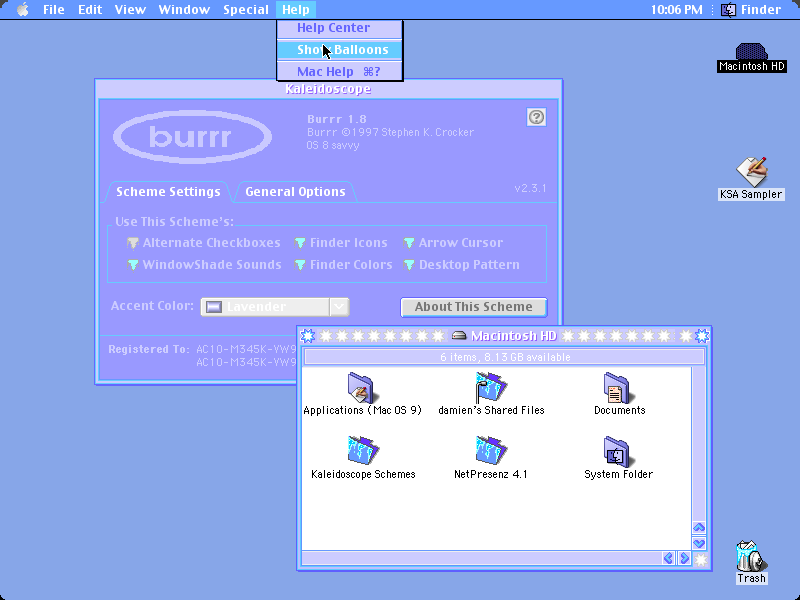 File Edit View Window Special Help 10:06 PM Finder
Help Center
Show Balloons
Mac Help ⌘?
Macintosh HD
Kaleidoscope
burrr
Burrr 1.8
Burrr ©1997 Stephen K. Crocker
OS 8 savvy
?
Scheme Settings General Options v2.3.1
KSA Sampler
Use This Scheme's:
Alternate Checkboxes Finder Icons Arrow Cursor
WindowShade Sounds Finder Colors Desktop Pattern
Accent Color: Lavender About This Scheme
Registered To: AC10-M345K-YW9
AC10-M345K-YW9
Macintosh HD
6 items, 8.13 GB available
Applications (Mac OS 9) damien's Shared Files Documents
Kaleidoscope Schemes NetPresenz 4.1 System Folder
Trash